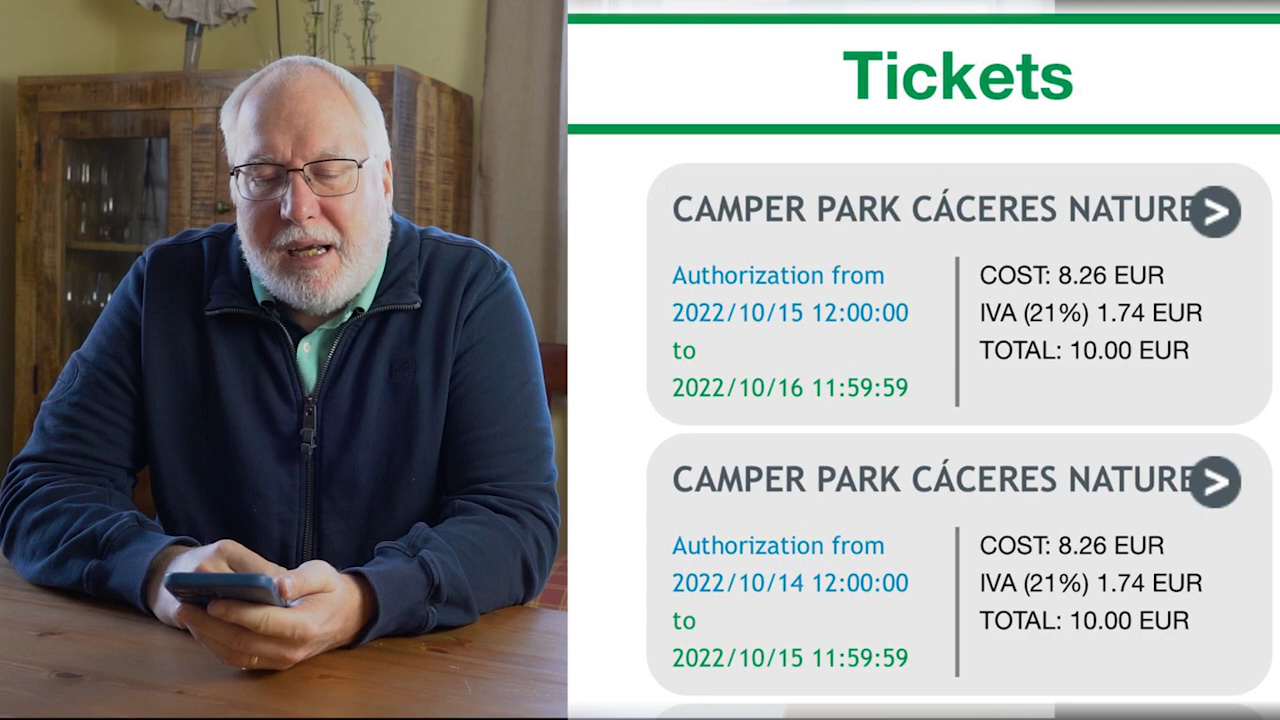 Tickets
CAMPER PARK CÁCERES NATURE
Authorization from
2022/10/15 12:00:00
to
2022/10/16 11:59:59
COST: 8.26 EUR
IVA (21%) 1.74 EUR
TOTAL: 10.00 EUR
CAMPER PARK CÁCERES NATURE
Authorization from
2022/10/14 12:00:00
to
2022/10/15 11:59:59
COST: 8.26 EUR
IVA (21%) 1.74 EUR
TOTAL: 10.00 EUR